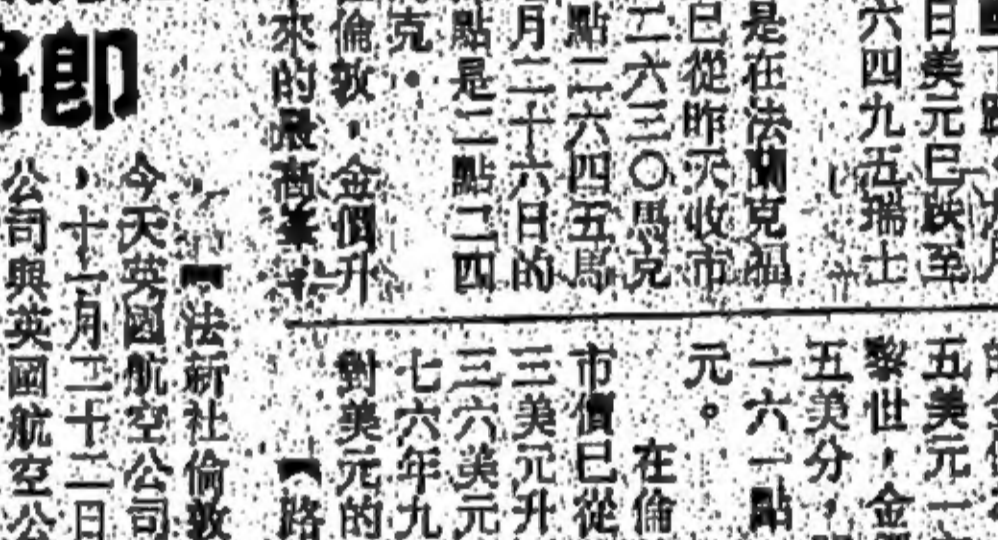 日美元已跌至
六四九五瑞士
是在法蘭克福
已從昨天收市
二六三〇馬克
點二六四五馬
月二十六日的
點是二點二四
克。
倫敦，金價升
來的最高峯
五美元一
黎世，金
五美分，
一六一點
元。
在倫
市價已從
三美元升
三六美元
七六年九
對美元的
【路
即
【法新社倫敦
今天英國航空公司
，十一月二十二日
公司與英國航空公